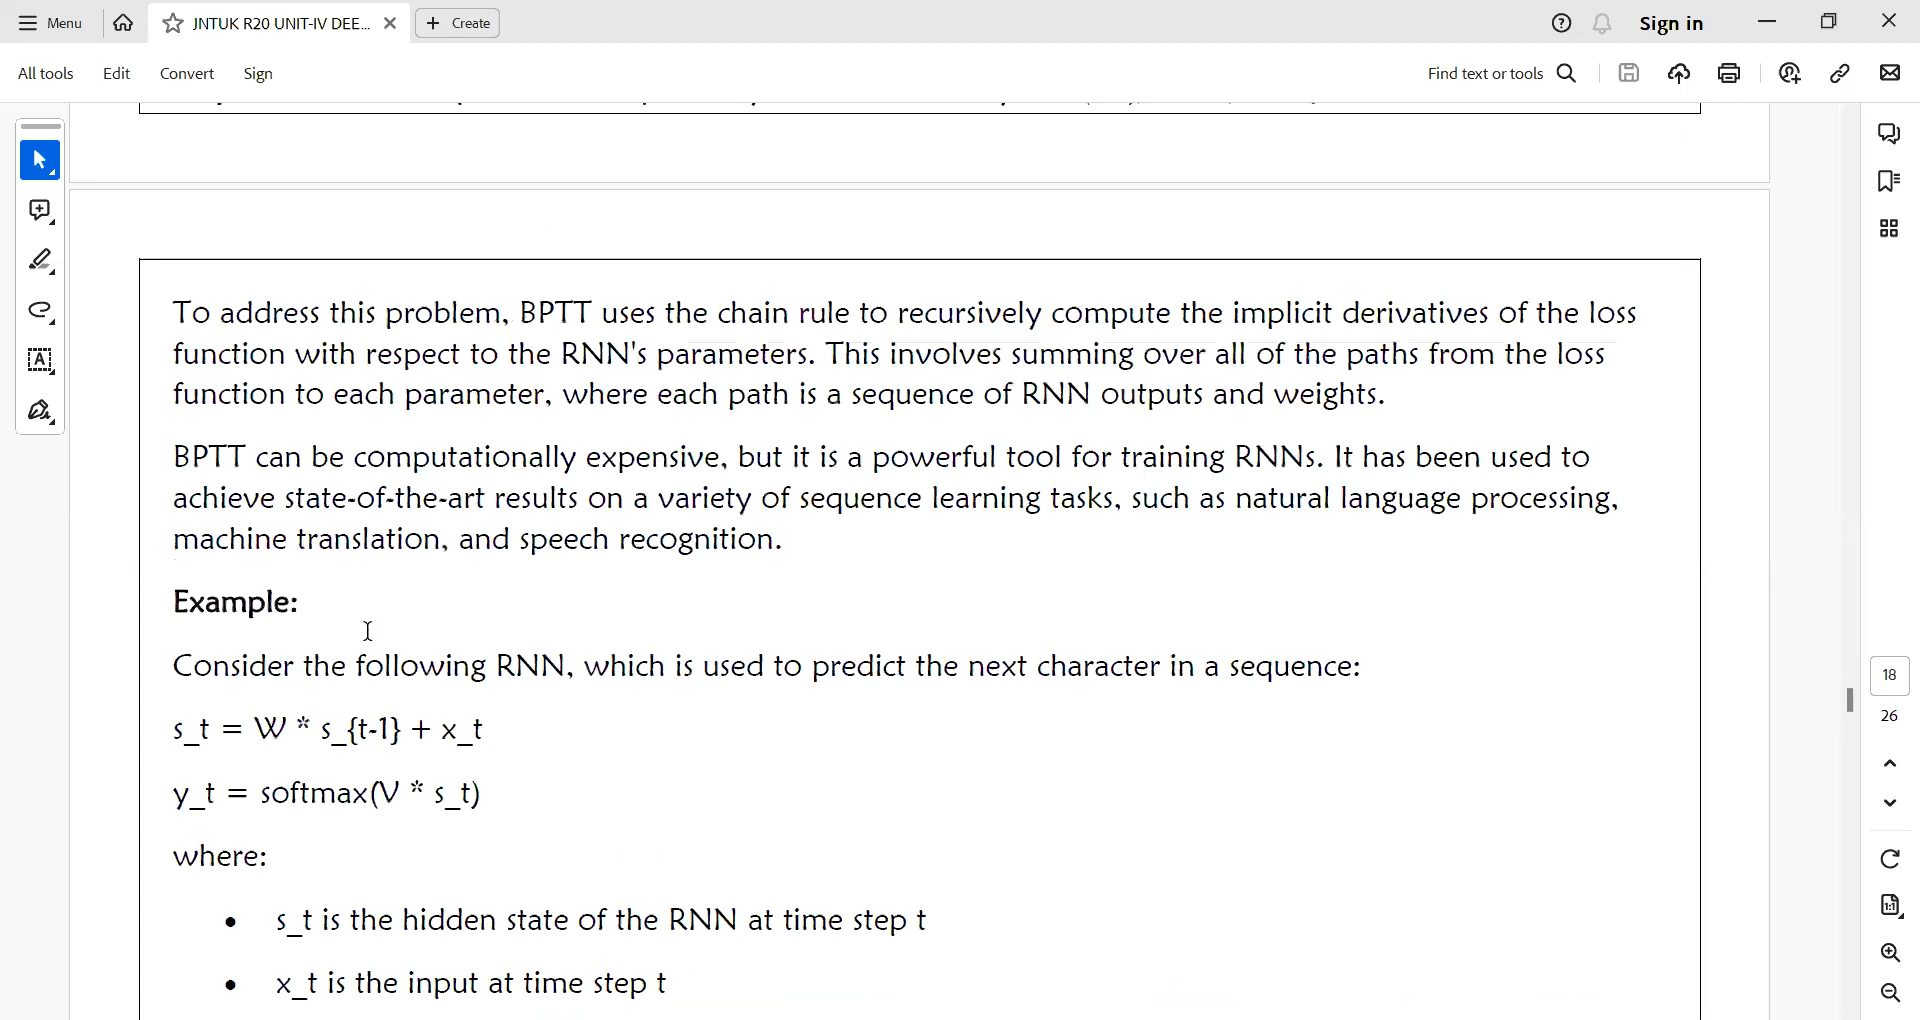 Menu
JNTUK R20 UNIT-IV DEE...
Create
Sign in
All tools
Edit
Convert
Sign
Find text or tools
To address this problem, BPTT uses the chain rule to recursively compute the implicit derivatives of the loss
function with respect to the RNN's parameters. This involves summing over all of the paths from the loss
function to each parameter, where each path is a sequence of RNN outputs and weights.
BPTT can be computationally expensive, but it is a powerful tool for training RNNs. It has been used to
achieve state-of-the-art results on a variety of sequence learning tasks, such as natural language processing,
machine translation, and speech recognition.
Example:
Consider the following RNN, which is used to predict the next character in a sequence:
s_t = W * s_{t-1} + x_t
y_t = softmax(V * s_t)
where:
• s_t is the hidden state of the RNN at time step t
• x_t is the input at time step t
18
26